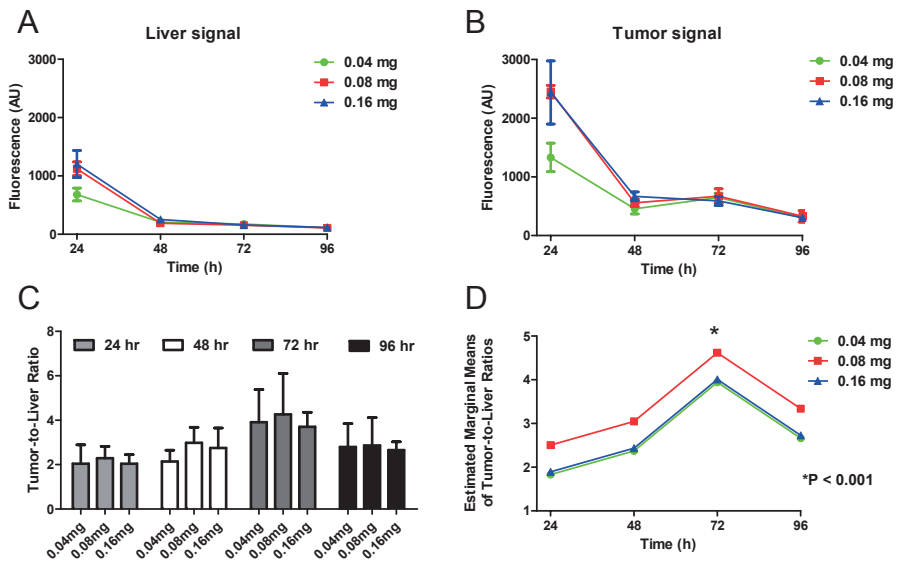 A
Liver signal
Fluorescence (AU)
3000
2000
1000
0
24
48
72
96
Time (h)
0.04 mg
0.08 mg
0.16 mg
B
Tumor signal
Fluorescence (AU)
3000
2000
1000
0
24
48
72
96
Time (h)
0.04 mg
0.08 mg
0.16 mg
C
Tumor-to-Liver Ratio
8
6
4
2
0
24 hr
48 hr
72 hr
96 hr
0.04mg
0.08mg
0.16mg
0.04mg
0.08mg
0.16mg
0.04mg
0.08mg
0.16mg
0.04mg
0.08mg
0.16mg
D
Estimated Marginal Means
of Tumor-to-Liver Ratios
5
4
3
2
1
*
24
48
72
96
Time (h)
0.04 mg
0.08 mg
0.16 mg
*P < 0.001